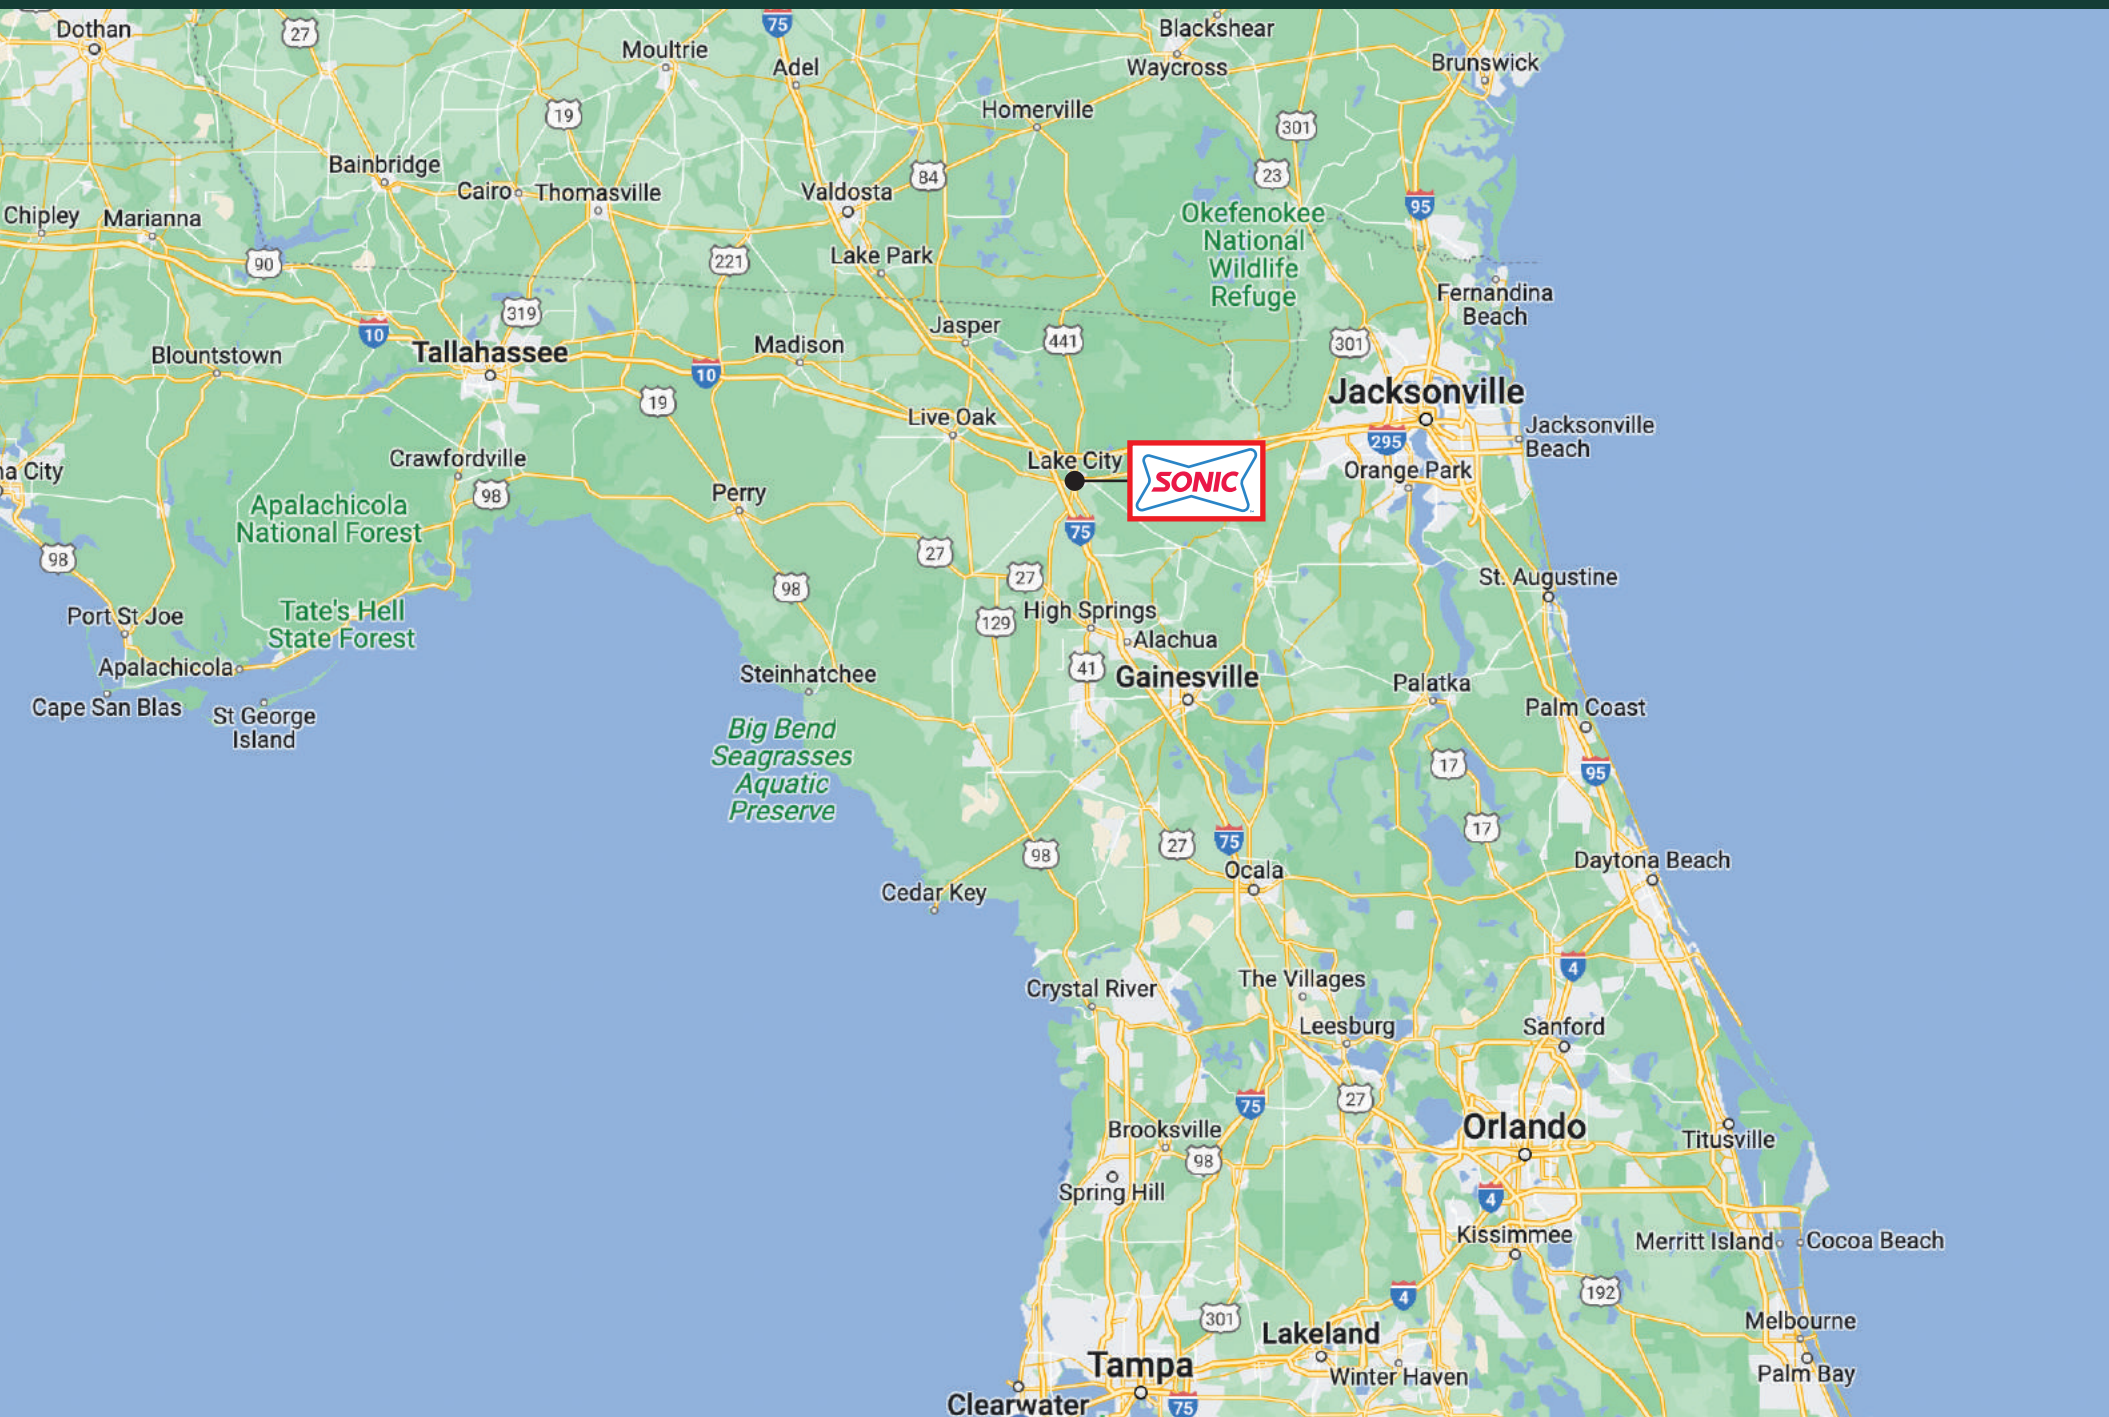 Dothan
27
Moultrie
75
Adel
Blackshear
Waycross
Brunswick
19
Homerville
301
Bainbridge
Cairo
Thomasville
Valdosta
84
23
95
Chipley
Marianna
Okefenokee
National
Wildlife
Refuge
90
221
Lake Park
319
Fernandina
Beach
10
Tallahassee
Blountstown
Madison
Jasper
441
301
10
19
Jacksonville
Live Oak
295
Jacksonville
Beach
Orange Park
na City
Crawfordville
98
Lake City
SONIC
Perry
Apalachicola
National Forest
75
98
27
27
98
St. Augustine
Port St Joe
Tate's Hell
State Forest
129
High Springs
Alachua
Apalachicola
41
Gainesville
Steinhatchee
Palatka
Cape San Blas
St George
Island
Palm Coast
Big Bend
Seagrasses
Aquatic
Preserve
17
95
17
98
27
75
Ocala
Daytona Beach
Cedar Key
4
Crystal River
The Villages
Leesburg
Sanford
75
27
Brooksville
98
Orlando
Titusville
Spring Hill
4
Kissimmee
Merritt Island
Cocoa Beach
4
192
301
Lakeland
Melbourne
Tampa
Winter Haven
Palm Bay
Clearwater
75